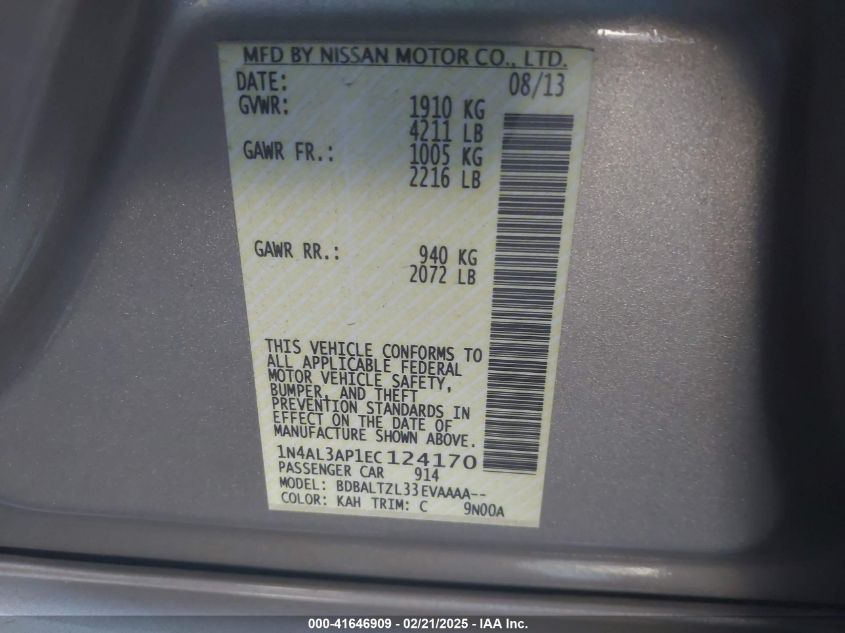 MFD BY NISSAN MOTOR CO., LTD.
DATE: 08/13
GVWR: 1910 KG
4211 LB
GAWR FR.: 1005 KG
2216 LB
GAWR RR.: 940 KG
2072 LB
THIS VEHICLE CONFORMS TO
ALL APPLICABLE FEDERAL
MOTOR VEHICLE SAFETY,
BUMPER, AND THEFT
PREVENTION STANDARDS IN
EFFECT ON THE DATE OF
MANUFACTURE SHOWN ABOVE.
1N4AL3AP1EC124170
PASSENGER CAR 914
MODEL: BDBALTZL33EVAAAA--
COLOR: KAH TRIM: C 9N00A
000-41646909 - 02/21/2025 - IAA Inc.